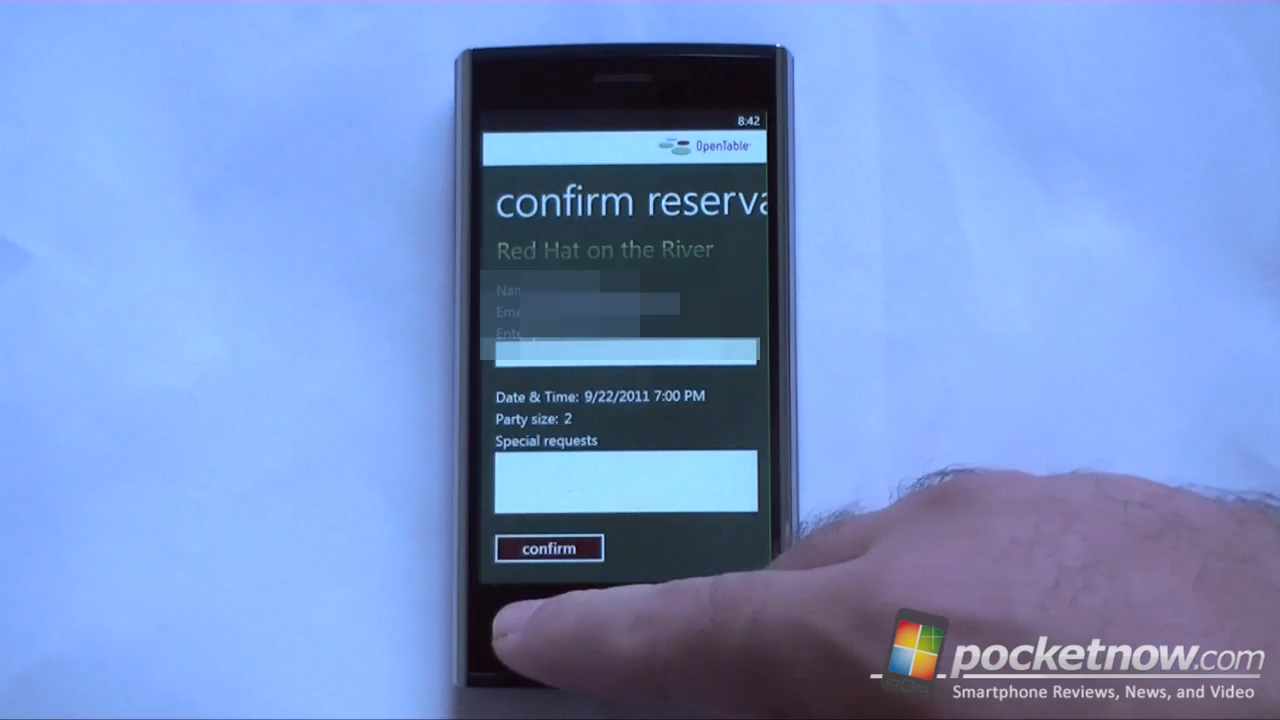 8:42
OpenTable
confirm reserva
Red Hat on the River
Date & Time: 9/22/2011 7:00 PM
Party size: 2
Special requests
confirm
pocketnow.com
Smartphone Reviews, News, and Video